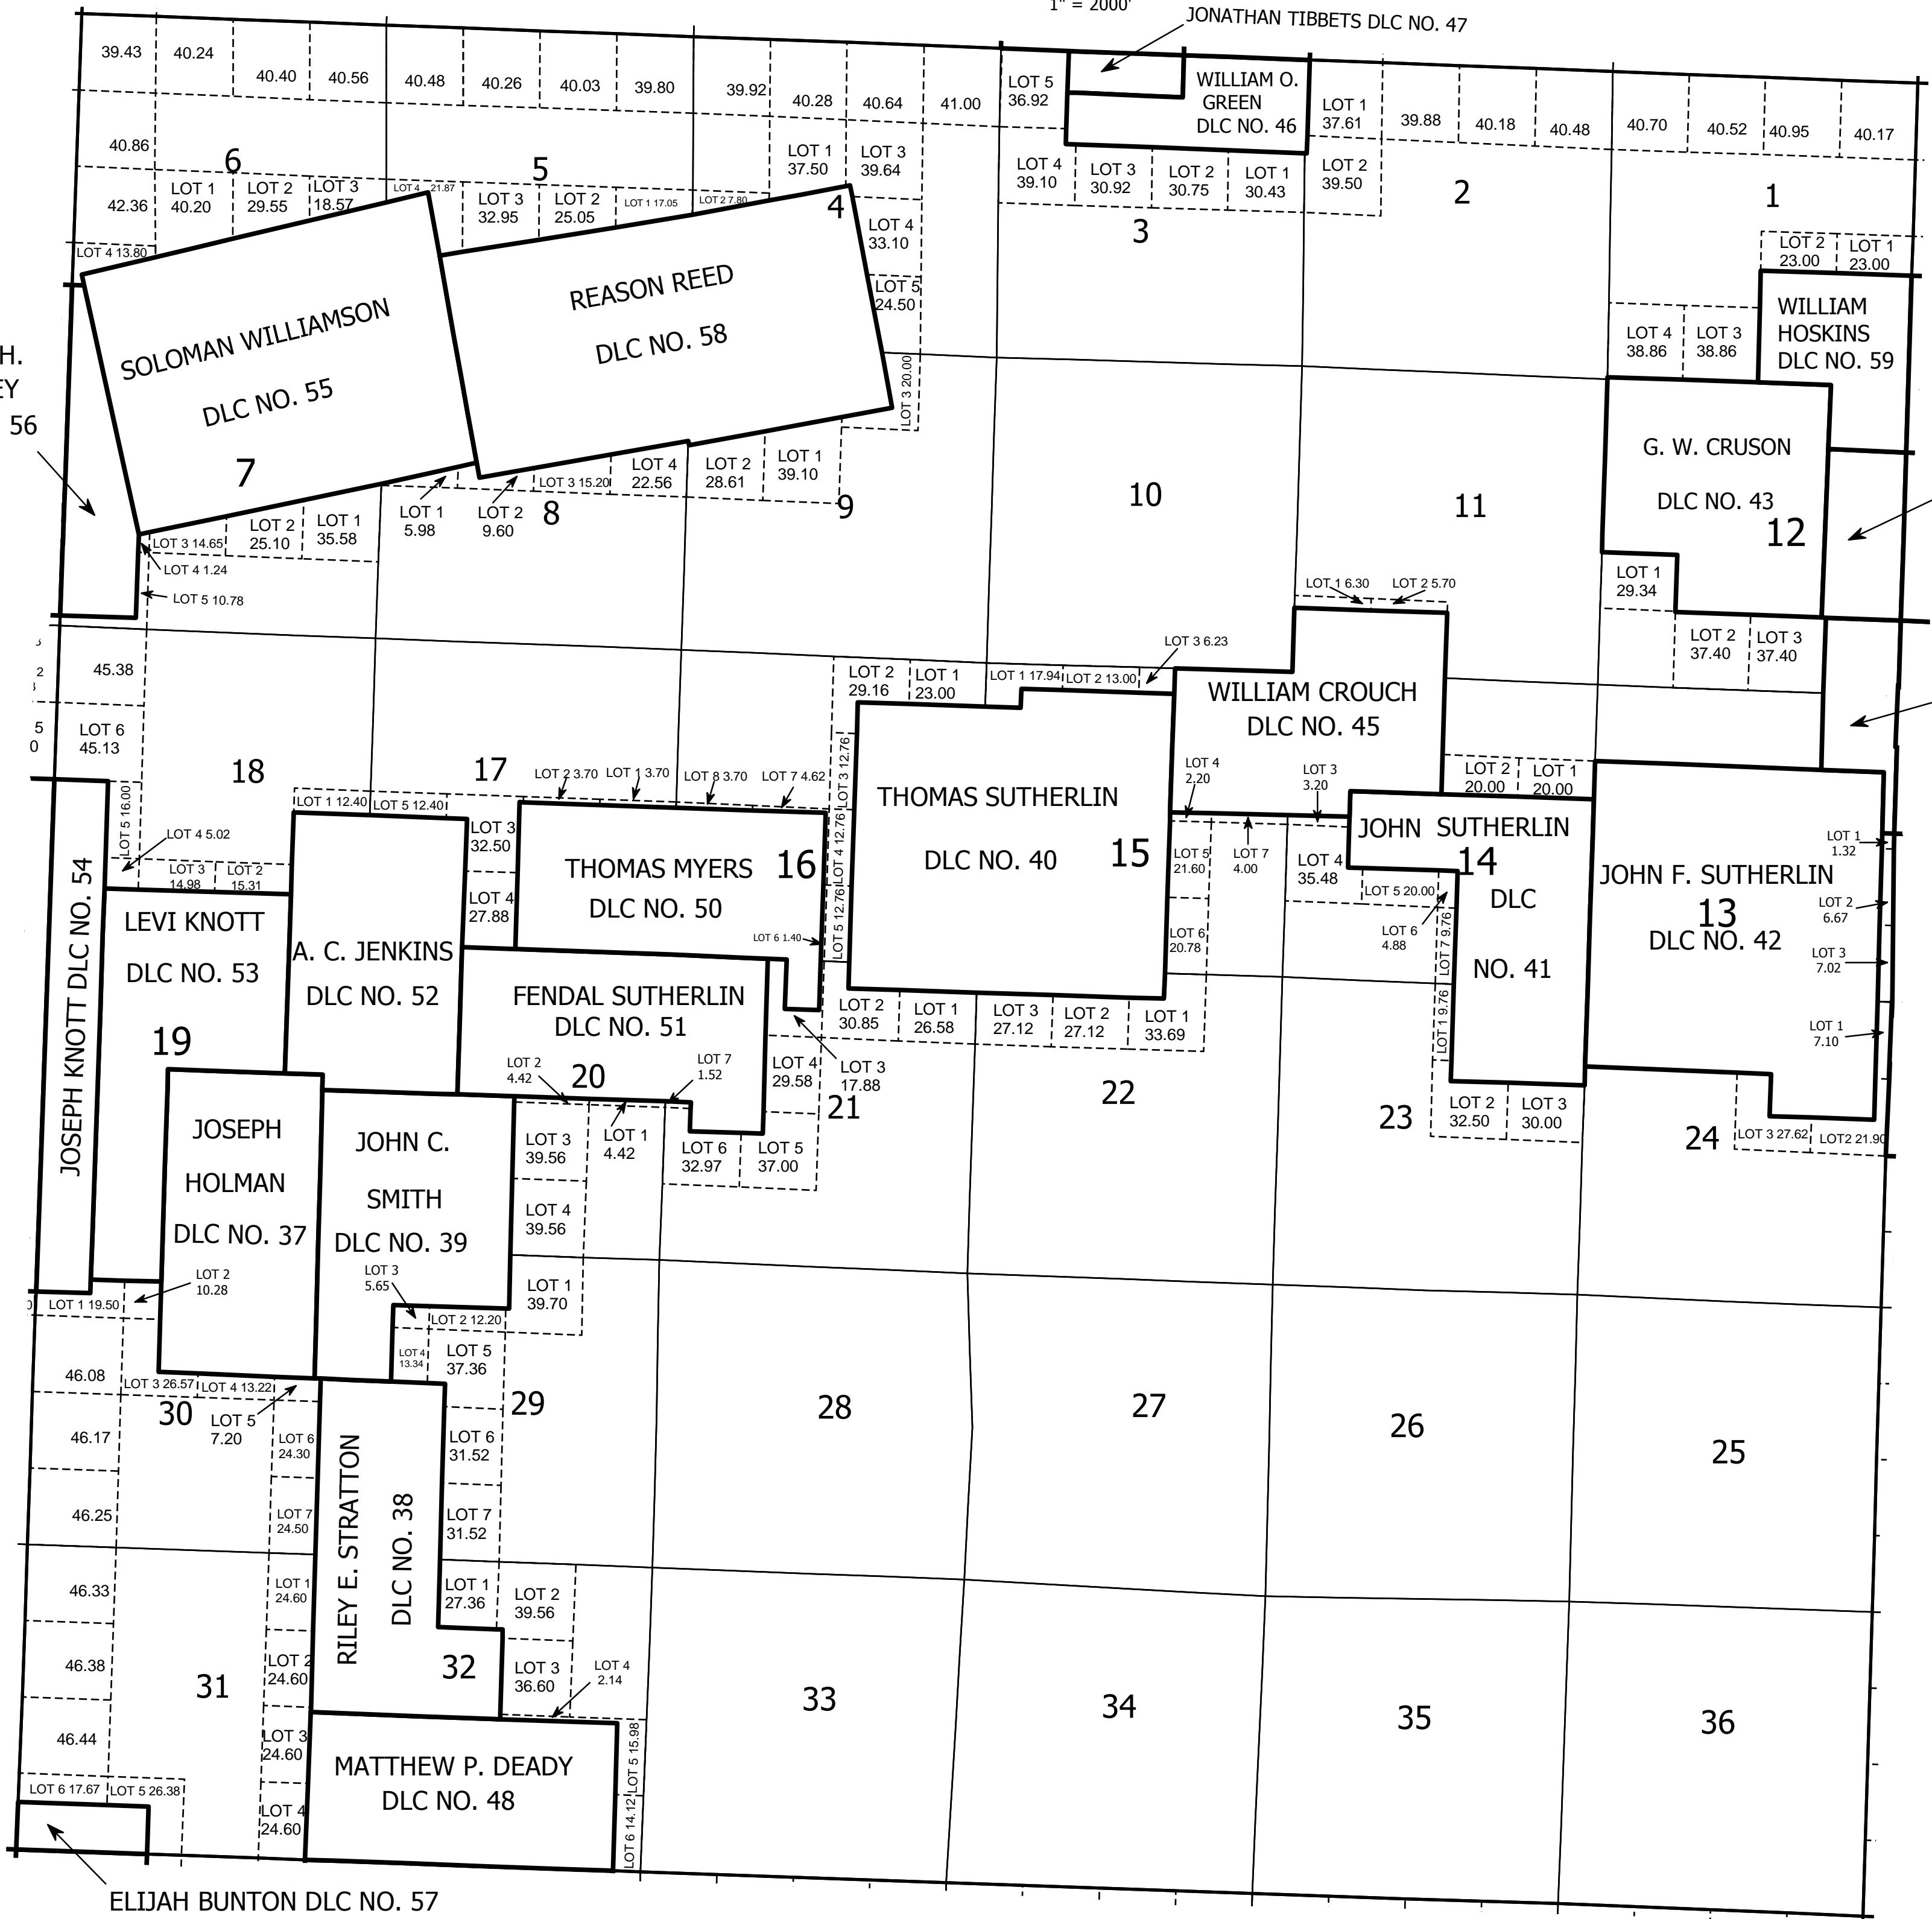 1" = 2000'
JONATHAN TIBBETS DLC NO. 47
39.43
40.24
40.40
40.56
40.48
40.26
40.03
39.80
39.92
40.28
40.64
41.00
LOT 5
36.92
WILLIAM O.
GREEN
DLC NO. 46
LOT 1
37.61
39.88
40.18
40.48
40.70
40.52
40.95
40.17
40.86
6
5
LOT 1
37.50
LOT 3
39.64
LOT 4
39.10
LOT 3
30.92
LOT 2
30.75
LOT 1
30.43
LOT 2
39.50
2
1
42.36
LOT 1
40.20
LOT 2
29.55
LOT 3
18.57
LOT 4 21.87
LOT 3
32.95
LOT 2
25.05
LOT 1 17.05
LOT 2 7.80
4
3
LOT 4
33.10
LOT 4 13.80
LOT 5
24.50
LOT 2
23.00
LOT 1
23.00
SOLOMAN WILLIAMSON
DLC NO. 55
REASON REED
DLC NO. 58
LOT 4
38.86
LOT 3
38.86
WILLIAM
HOSKINS
DLC NO. 59
H.
EY
56
LOT 3 20.00
7
LOT 3 15.20
LOT 4
22.56
LOT 2
28.61
LOT 1
39.10
9
10
11
G. W. CRUSON
DLC NO. 43
12
LOT 3 14.65
LOT 2
25.10
LOT 1
35.58
LOT 1
5.98
LOT 2
9.60
8
LOT 4 1.24
LOT 5 10.78
LOT 1
29.34
LOT 1 6.30
LOT 2 5.70
LOT 2
37.40
LOT 3
37.40
2
45.38
LOT 2
29.16
LOT 1
23.00
LOT 1 17.94
LOT 2 13.00
LOT 3 6.23
WILLIAM CROUCH
DLC NO. 45
5
0
LOT 6
45.13
18
17
LOT 2 3.70
LOT 1 3.70
LOT 8 3.70
LOT 7 4.62
LOT 3 12.76
THOMAS SUTHERLIN
DLC NO. 40
15
LOT 4
2.20
LOT 3
3.20
LOT 2
20.00
LOT 1
20.00
LOT 5 16.00
LOT 1 12.40
LOT 5 12.40
LOT 4 5.02
LOT 3
32.50
THOMAS MYERS
DLC NO. 50
16
LOT 4 12.76
LOT 5
21.60
LOT 7
4.00
LOT 4
35.48
JOHN SUTHERLIN
14
DLC
NO. 41
LOT 5 20.00
LOT 6
4.88
LOT 7 9.76
JOHN F. SUTHERLIN
13
DLC NO. 42
LOT 1
1.32
LOT 2
6.67
LOT 3
7.02
LOT 1
7.10
JOSEPH KNOTT DLC NO. 54
LOT 3
14.98
LOT 2
15.31
LEVI KNOTT
DLC NO. 53
A. C. JENKINS
DLC NO. 52
LOT 4
27.88
LOT 6 1.40
LOT 5 12.76
LOT 6
20.78
LOT 1 9.76
19
FENDAL SUTHERLIN
DLC NO. 51
LOT 2
30.85
LOT 1
26.58
LOT 3
27.12
LOT 2
27.12
LOT 1
33.69
LOT 2
4.42
20
LOT 7
1.52
LOT 4
29.58
LOT 3
17.88
21
22
23
LOT 2
32.50
LOT 3
30.00
24
LOT 3 27.62
LOT2 21.90
JOSEPH
HOLMAN
DLC NO. 37
JOHN C.
SMITH
DLC NO. 39
LOT 3
39.56
LOT 1
4.42
LOT 6
32.97
LOT 5
37.00
LOT 4
39.56
LOT 2
10.28
LOT 3
5.65
LOT 1
39.70
LOT 1 19.50
LOT 2 12.20
LOT 4
13.34
LOT 5
37.36
46.08
LOT 3 26.57
LOT 4 13.22
30
LOT 5
7.20
29
28
27
26
25
46.17
LOT 6
24.30
LOT 6
31.52
46.25
LOT 7
24.50
LOT 7
31.52
RILEY E. STRATTON
DLC NO. 38
46.33
LOT 1
24.60
LOT 1
27.36
LOT 2
39.56
46.38
31
LOT 2
24.60
32
LOT 3
36.60
LOT 4
2.14
33
34
35
36
46.44
LOT 3
24.60
MATTHEW P. DEADY
DLC NO. 48
LOT 5 15.98
LOT 6 17.67
LOT 5 26.38
LOT 4
24.60
LOT 6 14.12
ELIJAH BUNTON DLC NO. 57